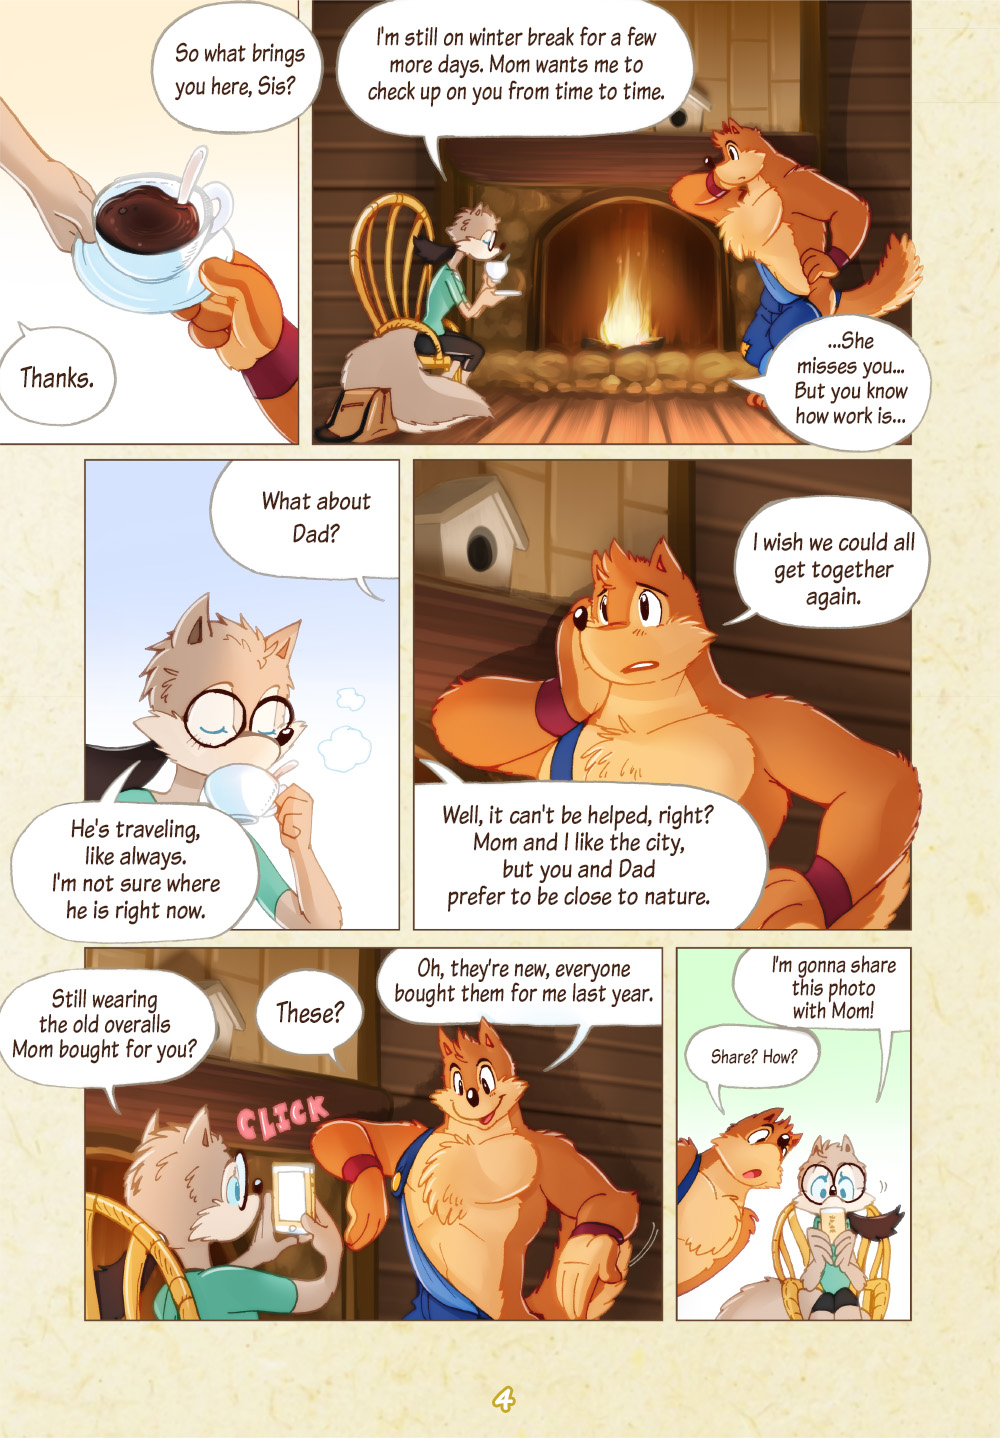 So what brings
you here, Sis?
Thanks.
I'm still on winter break for a few
more days. Mom wants me to
check up on you from time to time.
...She
misses you...
But you know
how work is...
What about
Dad?
He's traveling,
like always.
I'm not sure where
he is right now.
I wish we could all
get together
again.
Well, it can't be helped, right?
Mom and I like the city,
but you and Dad
prefer to be close to nature.
Still wearing
the old overalls
Mom bought for you?
These?
Oh, they're new, everyone
bought them for me last year.
CLICK
I'm gonna share
this photo
with Mom!
Share? How?
4